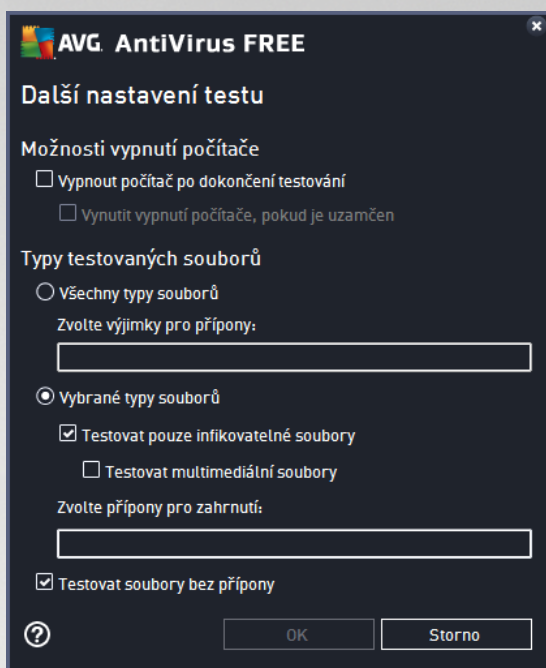 AVG AntiVirus FREE
Další nastavení testu
Možnosti vypnutí počítače
Vypnout počítač po dokončení testování
Vynutit vypnutí počítače, pokud je uzamčen
Typy testovaných souborů
Všechny typy souborů
Zvolte výjimky pro přípony:
Vybrané typy souborů
Testovat pouze infikovatelné soubory
Testovat multimediální soubory
Zvolte přípony pro zahrnutí:
Testovat soubory bez přípony
OK
Storno